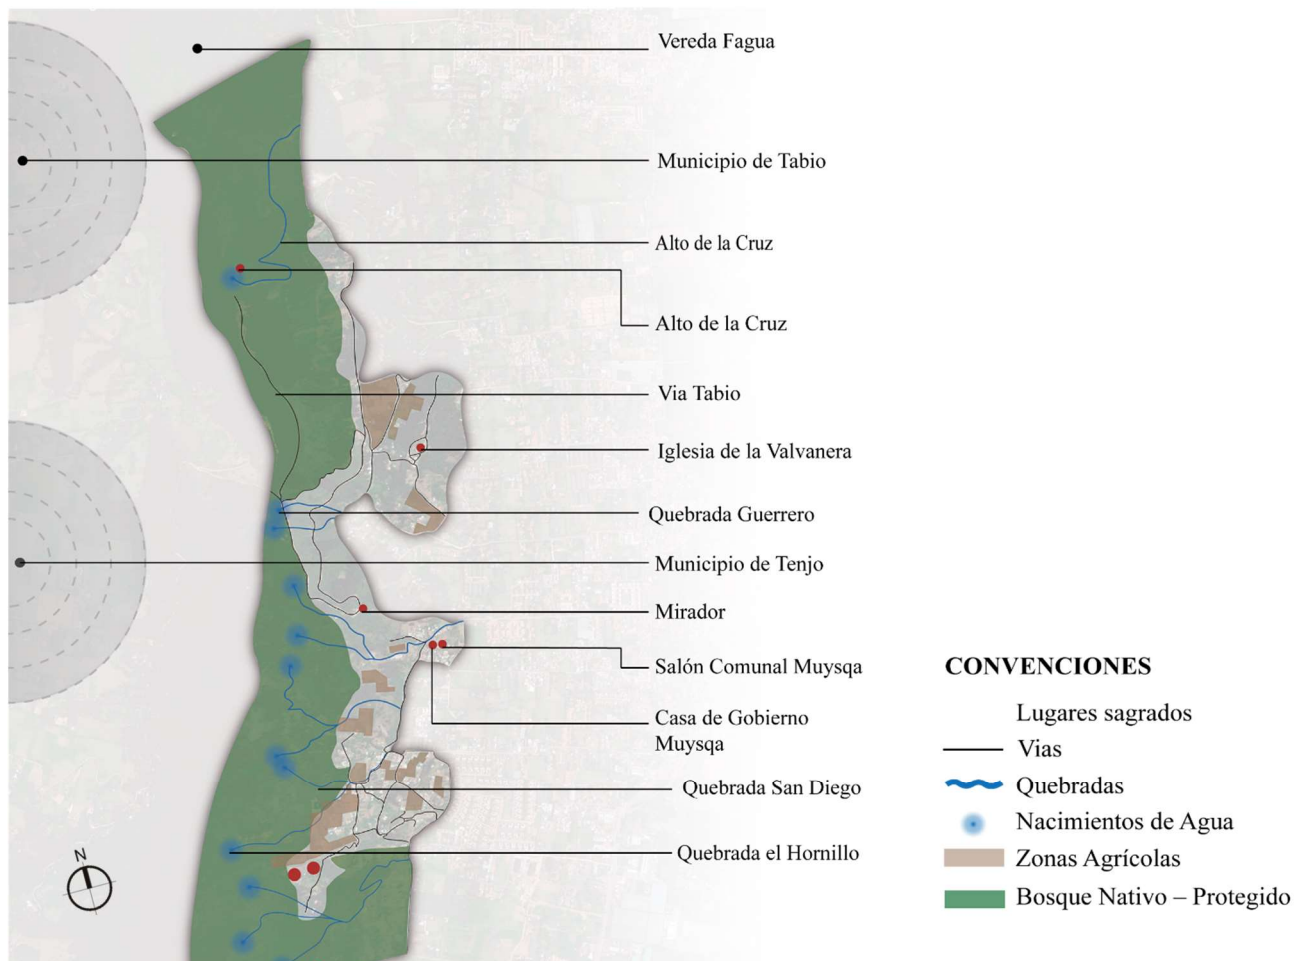 Vereda Fagua
Municipio de Tabio
Alto de la Cruz
Alto de la Cruz
Via Tabio
Iglesia de la Valvanera
Quebrada Guerrero
Municipio de Tenjo
Mirador
Salón Comunal Muysqa
Casa de Gobierno
Muysqa
Quebrada San Diego
Quebrada el Hornillo
N
CONVENCIONES
Lugares sagrados
Vias
Quebradas
Nacimientos de Agua
Zonas Agrícolas
Bosque Nativo – Protegido